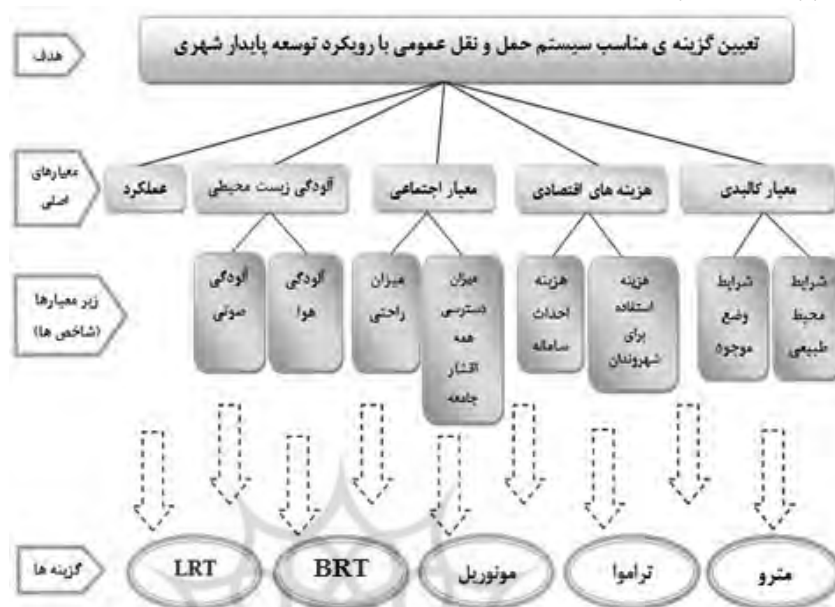 تعیین گزینه ی مناسب سیستم حمل و نقل عمومی با رویکرد توسعه پایدار شهری
هدف
معیار کالبدی
هزینه های اقتصادی
معیار اجتماعی
آلودگی زیست محیطی
عملکرد
معیارهای
اصلی
شرایط
محیط
طبیعی
شرایط
وضع
موجود
هزینه
استفاده
برای
شهروندان
هزینه
احداث
سامانه
میزان
دسترسی
همه
اقشار
جامعه
میزان
راحتی
آلودگی
هوا
آلودگی
صوتی
زیر معیارها
(شاخص ها)
مترو
تراموا
مونوریل
BRT
LRT
گزینه ها